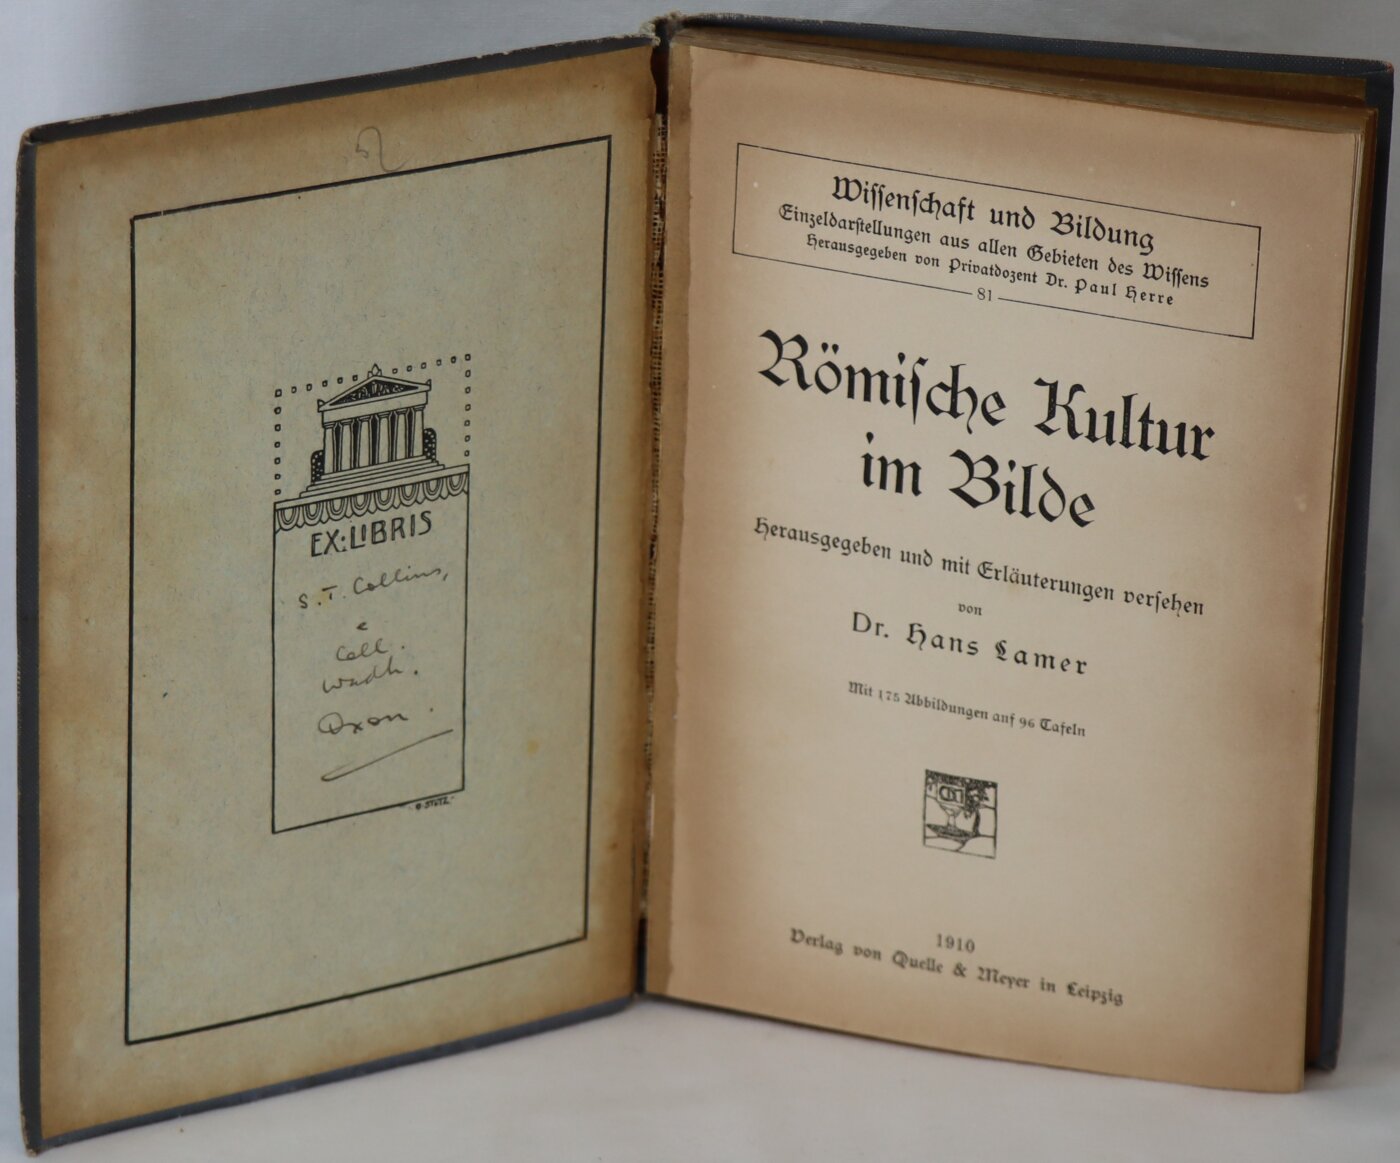 EX:LIBRIS
S. T. Collins,
e
Coll.
Wadh.
Oxon.
O. STUTZ.
Wiſſenſchaft und Bildung
Einzeldarſtellungen aus allen Gebieten des Wiſſens
Herausgegeben von Privatdozent Dr. Paul Herre
81
Römiſche Kultur
im Bilde
Herausgegeben und mit Erläuterungen verſehen
von
Dr. Hans Lamer
Mit 175 Abbildungen auf 96 Tafeln
1910
Verlag von Quelle & Meyer in Leipzig